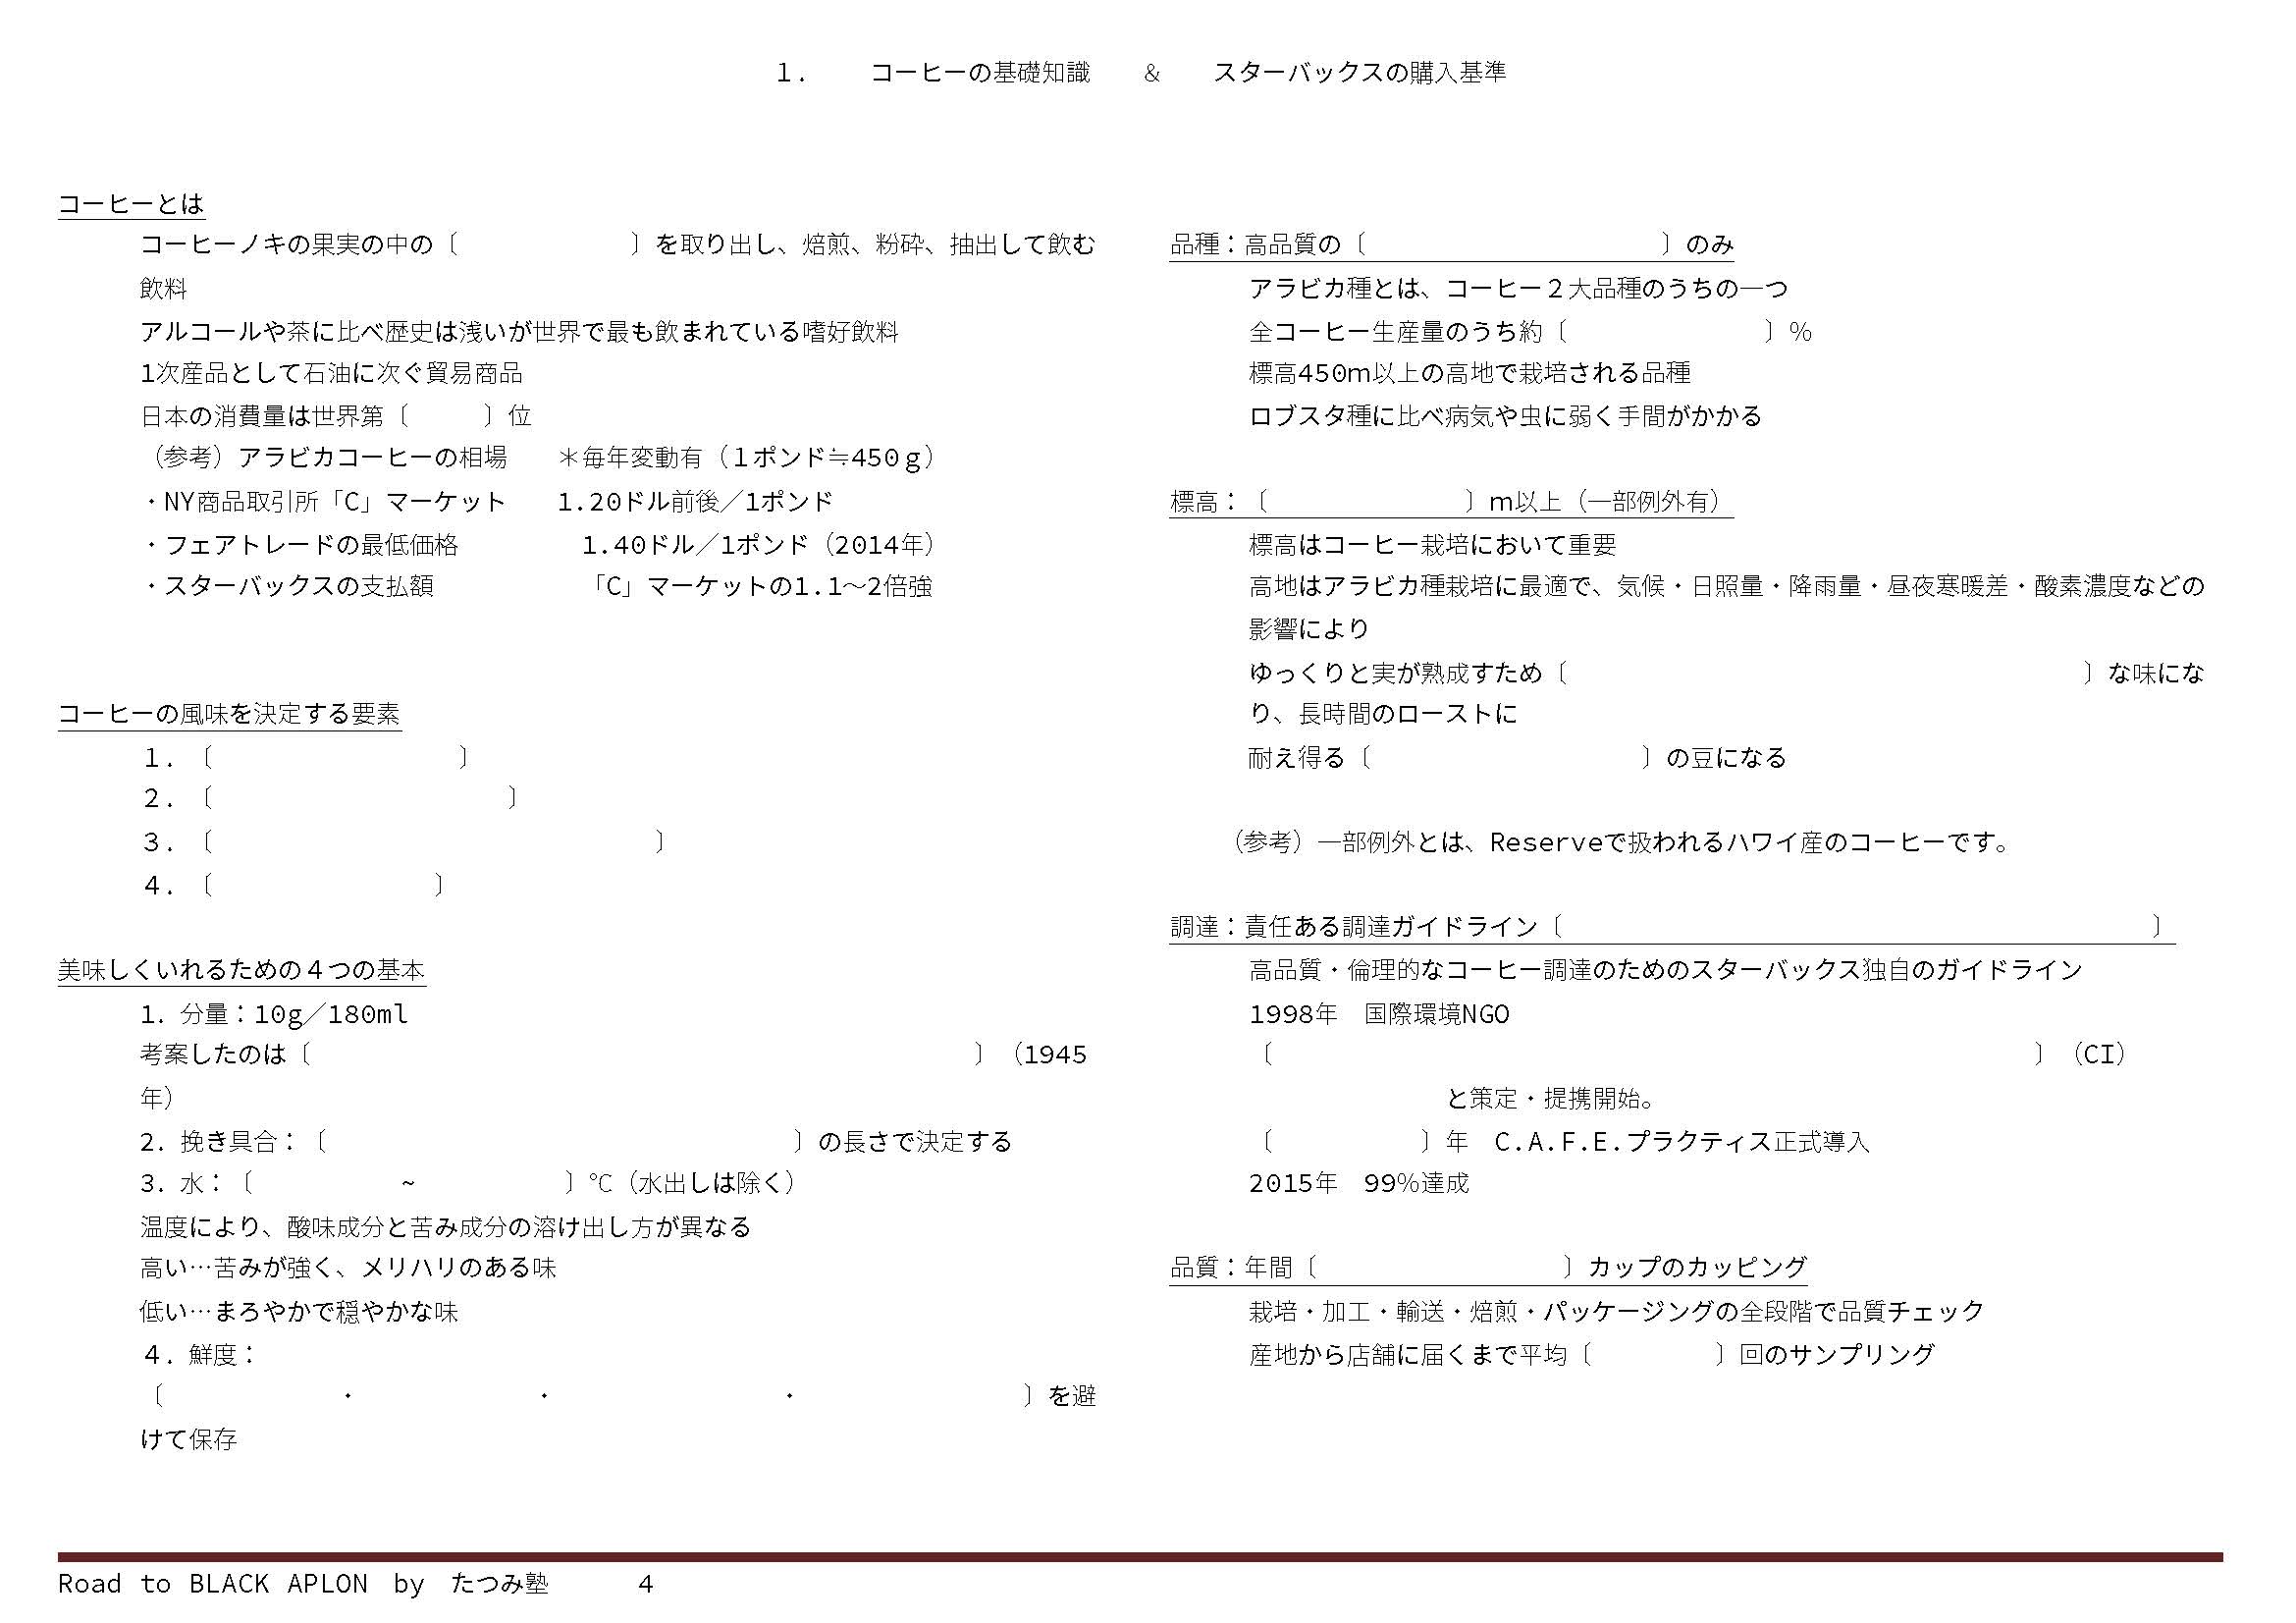 1.　コーヒーの基礎知識　＆　スターバックスの購入基準
コーヒーとは
コーヒーノキの果実の中の〔　　　　　　　〕を取り出し、焙煎、粉砕、抽出して飲む
飲料
アルコールや茶に比べ歴史は浅いが世界で最も飲まれている嗜好飲料
1次産品として石油に次ぐ貿易商品
日本の消費量は世界第〔　　　〕位
（参考）アラビカコーヒーの相場　　＊毎年変動有（１ポンド≒450ｇ）
・NY商品取引所「C」マーケット　　1.20ドル前後／1ポンド
・フェアトレードの最低価格　　　　　1.40ドル／1ポンド（2014年）
・スターバックスの支払額　　　　　　「C」マーケットの1.1～2倍強
コーヒーの風味を決定する要素
１．〔　　　　　　　　　　〕
２．〔　　　　　　　　　　　　〕
３．〔　　　　　　　　　　　　　　　　　　〕
４．〔　　　　　　　　　〕
美味しくいれるための４つの基本
1. 分量：10g／180ml
考案したのは〔　　　　　　　　　　　　　　　　　　　　　　　　　　　〕（1945
年）
2. 挽き具合：〔　　　　　　　　　　　　　　　　　　　〕の長さで決定する
3. 水：〔　　　　　　~　　　　　　〕℃（水出しは除く）
温度により、酸味成分と苦み成分の溶け出し方が異なる
高い…苦みが強く、メリハリのある味
低い…まろやかで穏やかな味
４．鮮度：
〔　　　　　　　・　　　　　　　・　　　　　　　　　・　　　　　　　　　〕を避
けて保存
品種：高品質の〔　　　　　　　　　　　　〕のみ
アラビカ種とは、コーヒー２大品種のうちの一つ
全コーヒー生産量のうち約〔　　　　　　　　〕％
標高450ｍ以上の高地で栽培される品種
ロブスタ種に比べ病気や虫に弱く手間がかかる
標高：〔　　　　　　　　〕ｍ以上（一部例外有）
標高はコーヒー栽培において重要
高地はアラビカ種栽培に最適で、気候・日照量・降雨量・昼夜寒暖差・酸素濃度などの
影響により
ゆっくりと実が熟成すため〔　　　　　　　　　　　　　　　　　　　　　〕な味にな
り、長時間のローストに
耐え得る〔　　　　　　　　　　　〕の豆になる
（参考）一部例外とは、Reserveで扱われるハワイ産のコーヒーです。
調達：責任ある調達ガイドライン〔　　　　　　　　　　　　　　　　　　　　　　　　〕
高品質・倫理的なコーヒー調達のためのスターバックス独自のガイドライン
1998年　国際環境NGO
〔　　　　　　　　　　　　　　　　　　　　　　　　　　　　　　　〕（CI）
と策定・提携開始。
〔　　　　　　〕年　C.A.F.E.プラクティス正式導入
2015年　99％達成
品質：年間〔　　　　　　　　　　〕カップのカッピング
栽培・加工・輸送・焙煎・パッケージングの全段階で品質チェック
産地から店舗に届くまで平均〔　　　　　〕回のサンプリング
Road to BLACK APLON　by　たつみ塾　　　4